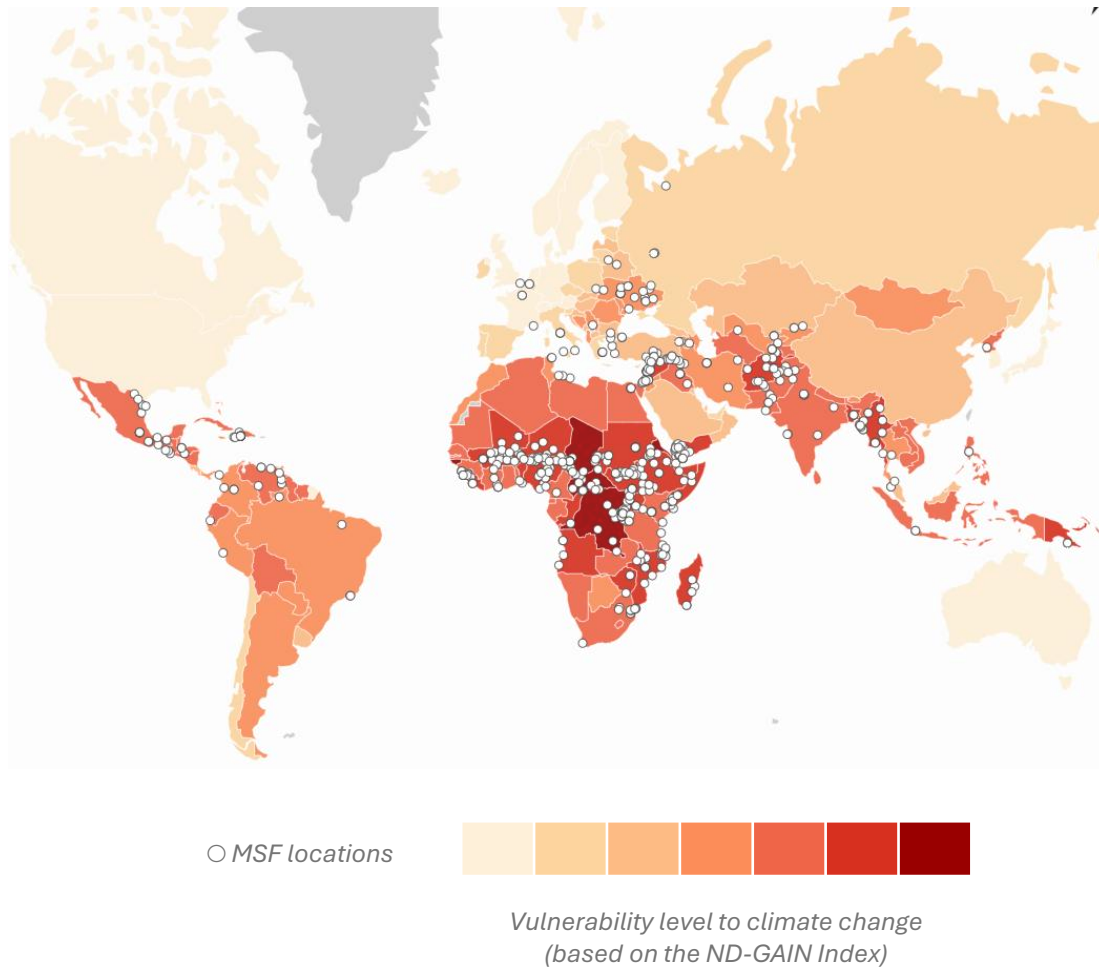 MSF locations
Vulnerability level to climate change
(based on the ND-GAIN Index)